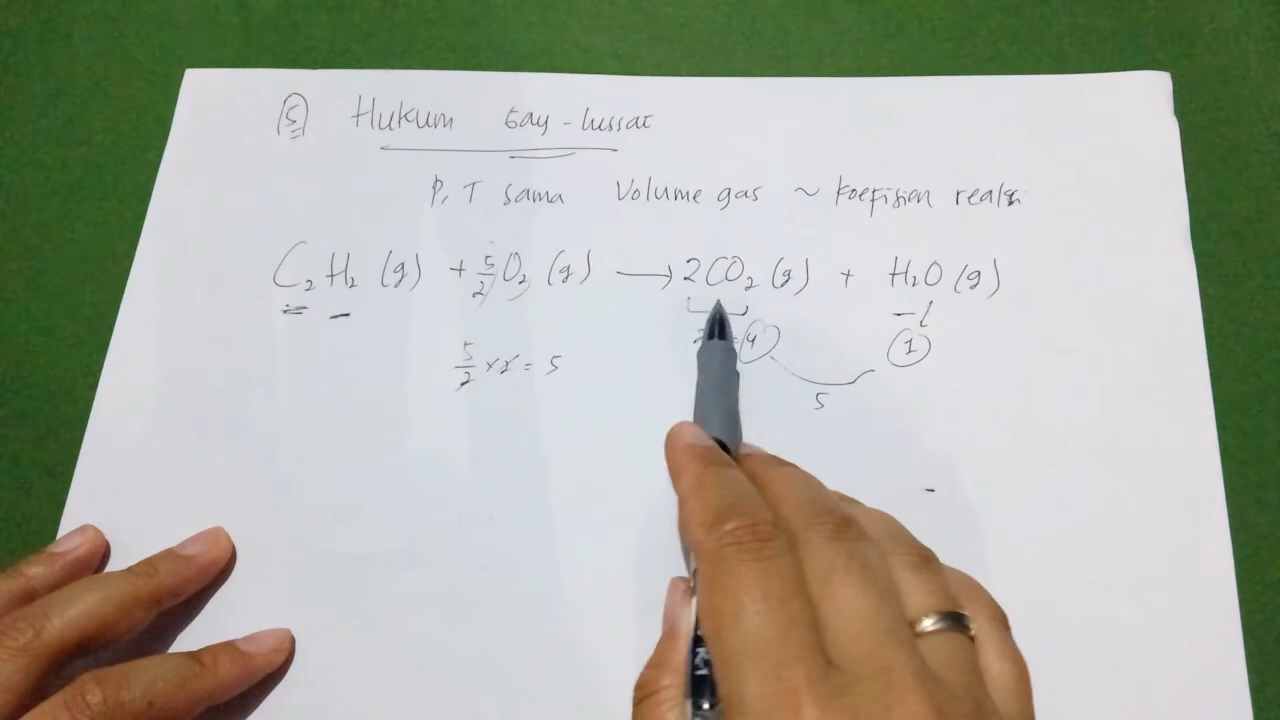 5 Hukum Gay-lussac
P, T sama Volume gas ~ koefisien reaksi
C₂H₂ (g) + 5/2 O₂ (g) → 2CO₂ (g) + H₂O (g)
2 = 4 1
5/2 × 2 = 5
5